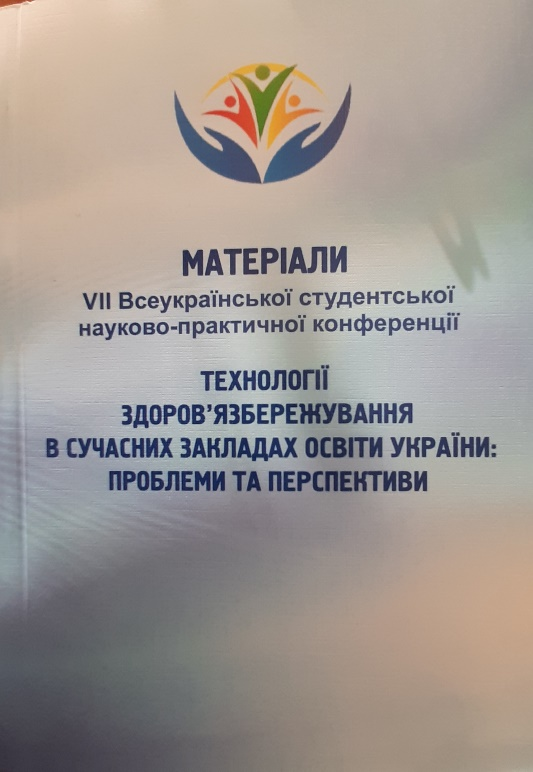 МАТЕРІАЛИ
VII Всеукраїнської студентської
науково-практичної конференції
ТЕХНОЛОГІЇ
ЗДОРОВ'ЯЗБЕРЕЖУВАННЯ
В СУЧАСНИХ ЗАКЛАДАХ ОСВІТИ УКРАЇНИ:
ПРОБЛЕМИ ТА ПЕРСПЕКТИВИ